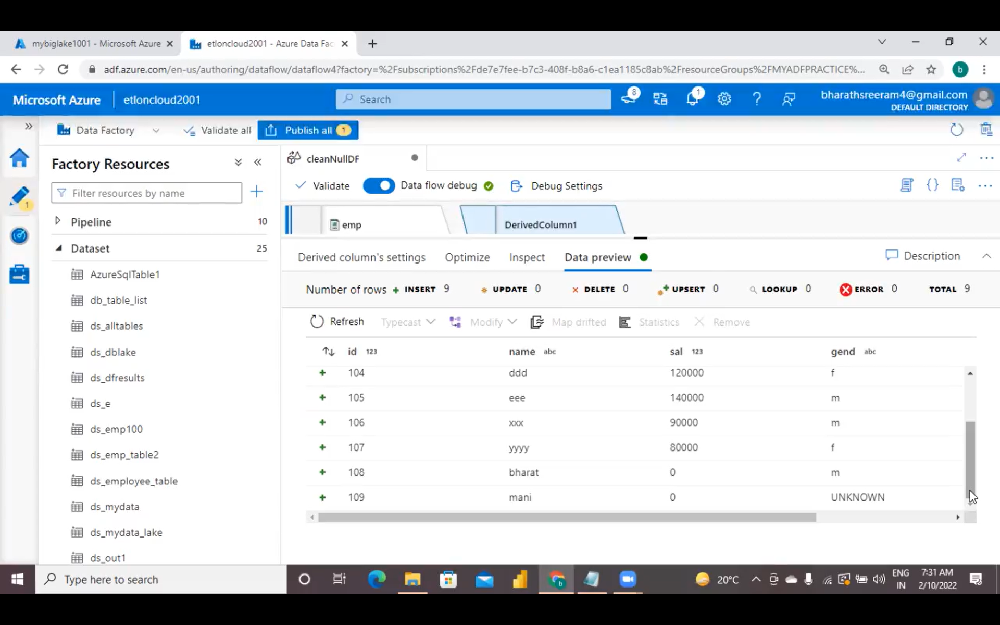 mybiglake1001 - Microsoft Azure
etloncloud2001 - Azure Data Fac
adf.azure.com/en-us/authoring/dataflow/dataflow4?factory=%2Fsubscriptions%2Fde7e7fee-b7c3-408f-b8a6-c1ea1185c8ab%2FresourceGroups%2FMYADFPRACTICE%...
b
Microsoft Azure
etloncloud2001
Search
8
1
bharathsreeram4@gmail.com
DEFAULT DIRECTORY
Data Factory
Validate all
Publish all 1
Factory Resources
cleanNullDF
Filter resources by name
Validate
Data flow debug
Debug Settings
1
Pipeline 10
emp
DerivedColumn1
Dataset 25
AzureSqlTable1
db_table_list
ds_alltables
ds_dblake
ds_dfresults
ds_e
ds_emp100
ds_emp_table2
ds_employee_table
ds_mydata
ds_mydata_lake
ds_out1
Derived column's settings
Optimize
Inspect
Data preview
Description
Number of rows + INSERT 9 UPDATE 0 × DELETE 0 UPSERT 0 LOOKUP 0 ERROR 0 TOTAL 9
Refresh Typecast Modify Map drifted Statistics Remove
id 123 name abc sal 123 gend abc
+ 104 ddd 120000 f
+ 105 eee 140000 m
+ 106 xxx 90000 m
+ 107 yyyy 80000 f
+ 108 bharat 0 m
+ 109 mani 0 UNKNOWN
Type here to search
b
20°C
ENG
IN
7:31 AM
2/10/2022